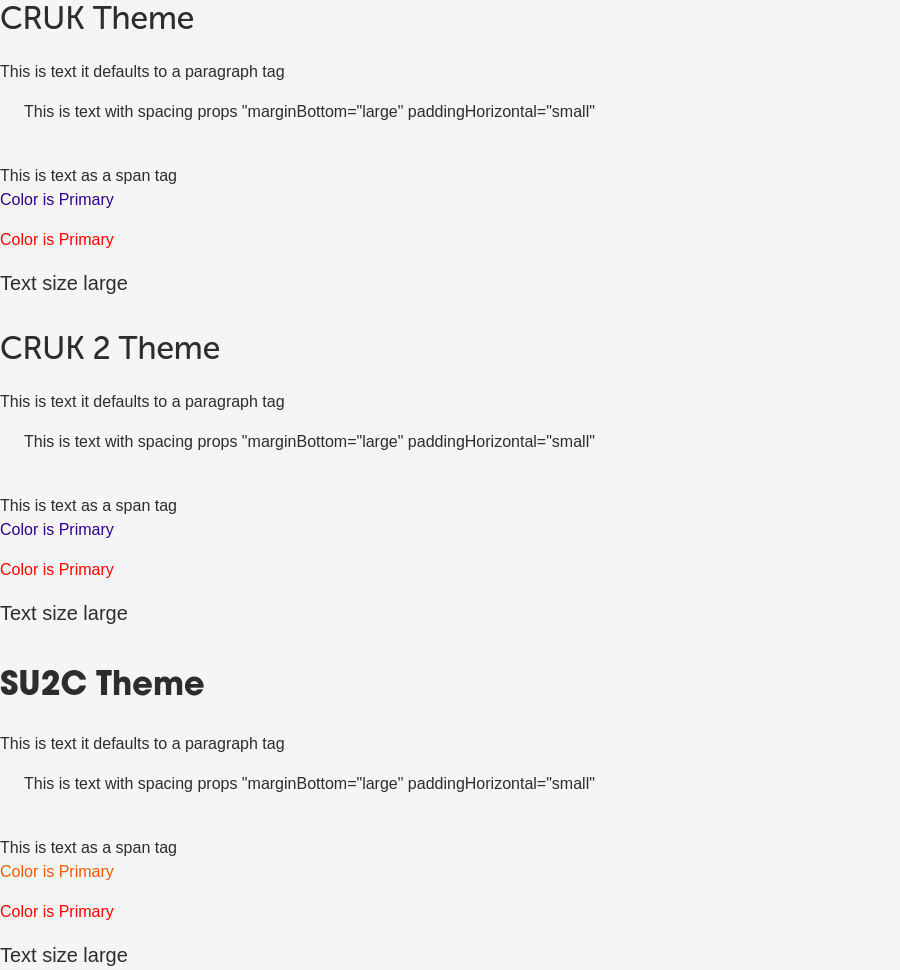 CRUK Theme
This is text it defaults to a paragraph tag
This is text with spacing props "marginBottom="large" paddingHorizontal="small"
This is text as a span tag
Color is Primary
Color is Primary
Text size large
CRUK 2 Theme
This is text it defaults to a paragraph tag
This is text with spacing props "marginBottom="large" paddingHorizontal="small"
This is text as a span tag
Color is Primary
Color is Primary
Text size large
SU2C Theme
This is text it defaults to a paragraph tag
This is text with spacing props "marginBottom="large" paddingHorizontal="small"
This is text as a span tag
Color is Primary
Color is Primary
Text size large